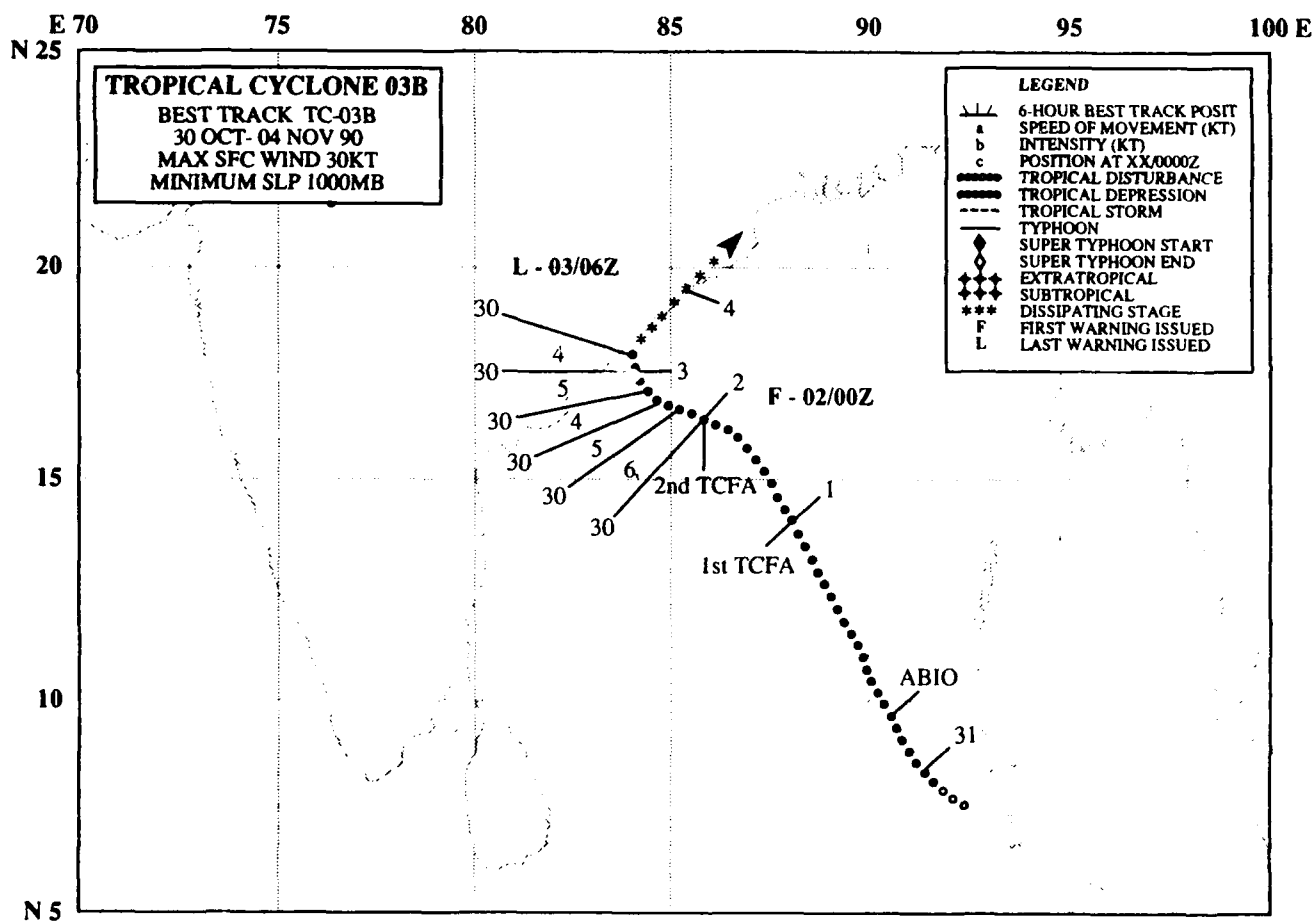 E 70 75 80 85 90 95 100 E
N 25
TROPICAL CYCLONE 03B
BEST TRACK TC-03B
30 OCT- 04 NOV 90
MAX SFC WIND 30KT
MINIMUM SLP 1000MB
LEGEND
6-HOUR BEST TRACK POSIT
a SPEED OF MOVEMENT (KT)
b INTENSITY (KT)
c POSITION AT XX/0000Z
TROPICAL DISTURBANCE
TROPICAL DEPRESSION
TROPICAL STORM
TYPHOON
SUPER TYPHOON START
SUPER TYPHOON END
EXTRATROPICAL
SUBTROPICAL
*** DISSIPATING STAGE
F FIRST WARNING ISSUED
L LAST WARNING ISSUED
20
L - 03/06Z
4
30
4
30 3
5
2 F - 02/00Z
30
4
5
30
6
15
2nd TCFA
30
1
30
1st TCFA
10
ABIO
31
N 5